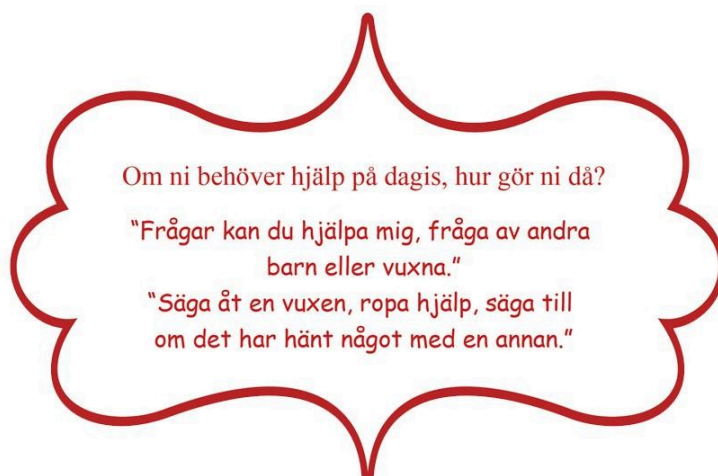 Om ni behöver hjälp på dagis, hur gör ni då?
“Frågar kan du hjälpa mig, fråga av andra
barn eller vuxna.”
“Säga åt en vuxen, ropa hjälp, säga till
om det har hänt något med en annan.”